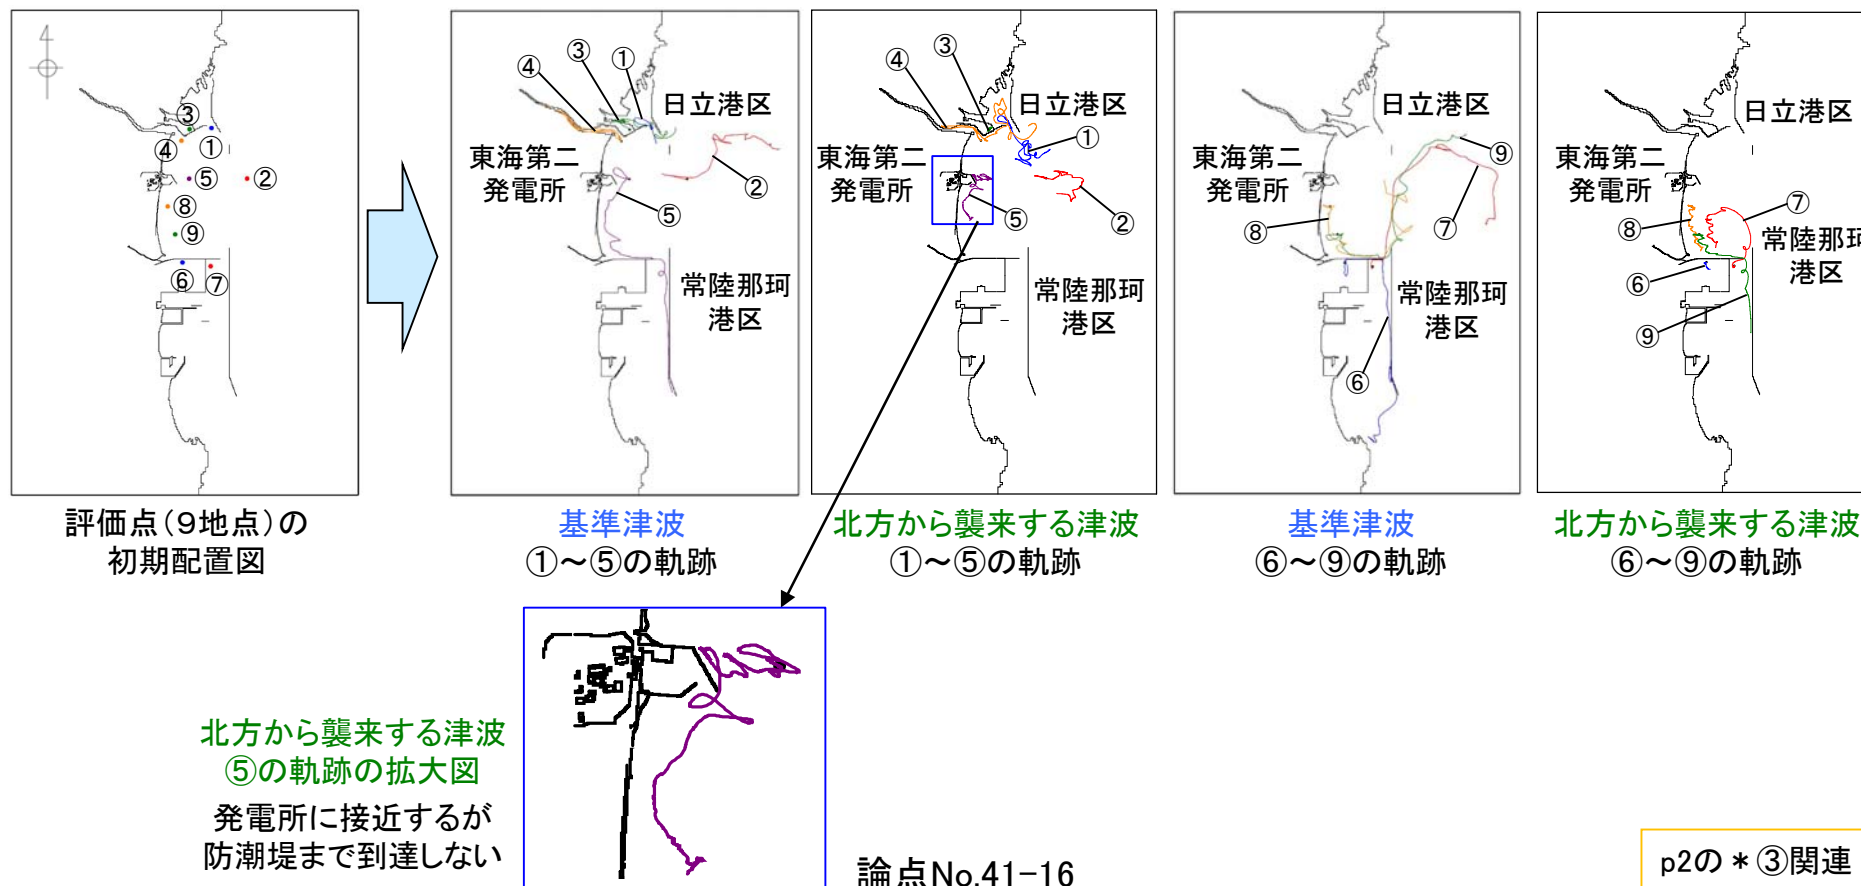 ③
①
④
⑤
②
⑧
⑨
⑥
⑦
評価点（９地点）の
初期配置図
③
①
④
日立港区
東海第二
発電所
②
⑤
常陸那珂
港区
基準津波
①～⑤の軌跡
③
④
日立港区
①
東海第二
発電所
⑤
②
常陸那珂
港区
北方から襲来する津波
①～⑤の軌跡
日立港区
⑨
東海第二
発電所
⑧
⑦
常陸那珂
港区
⑥
基準津波
⑥～⑨の軌跡
日立港区
東海第二
発電所
⑦
⑧
常陸那珂
港区
⑥
⑨
北方から襲来する津波
⑥～⑨の軌跡
北方から襲来する津波
⑤の軌跡の拡大図
発電所に接近するが
防潮堤まで到達しない
論点No.41-16
p2の＊③関連